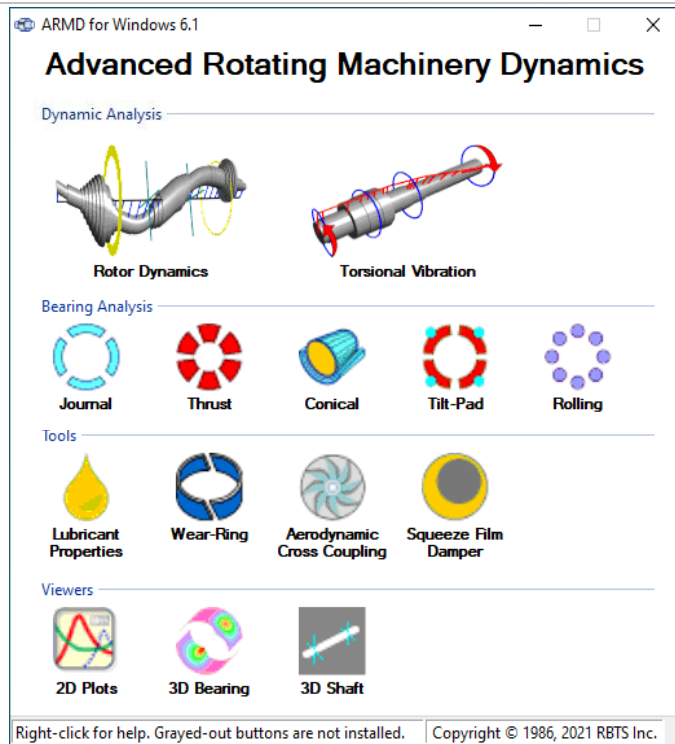 ARMD for Windows 6.1
Advanced Rotating Machinery Dynamics
Dynamic Analysis
Rotor Dynamics
Torsional Vibration
Bearing Analysis
Journal
Thrust
Conical
Tilt-Pad
Rolling
Tools
Lubricant
Properties
Wear-Ring
Aerodynamic
Cross Coupling
Squeeze Film
Damper
Viewers
2D Plots
3D Bearing
3D Shaft
Right-click for help. Grayed-out buttons are not installed.
Copyright © 1986, 2021 RBTS Inc.